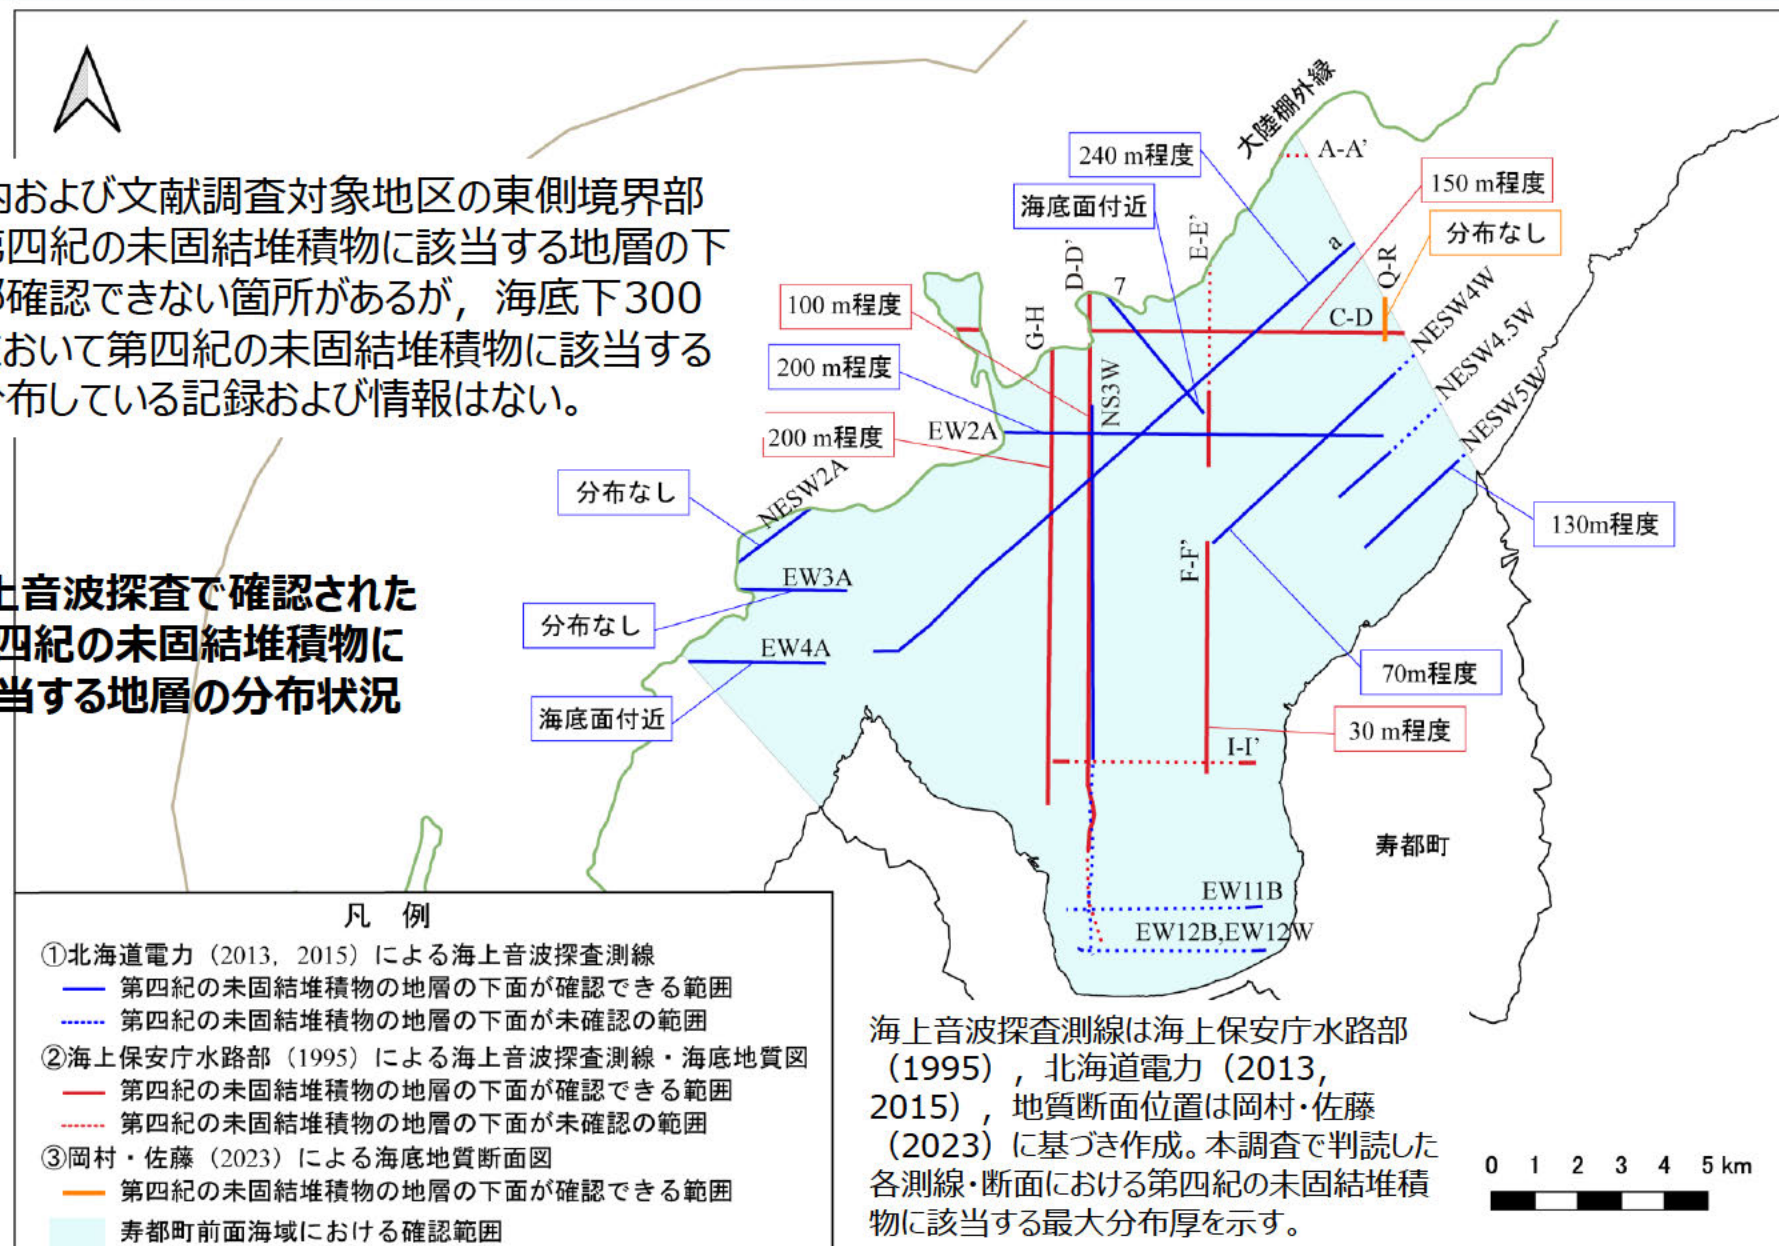 内および文献調査対象地区の東側境界部
第四紀の未固結堆積物に該当する地層の下
確認できない箇所があるが，海底下300
おいて第四紀の未固結堆積物に該当する
分布している記録および情報はない。
上音波探査で確認された
四紀の未固結堆積物に
当する地層の分布状況
大陸棚外縁
A-A’
240 m程度
150 m程度
海底面付近
分布なし
E-E’
D-D’
a
Q-R
7
100 m程度
G-H
C-D
NESW4W
200 m程度
NS3W
NESW4.5W
200 m程度
EW2A
NESW5W
分布なし
NESW2A
130m程度
EW3A
F-F’
分布なし
EW4A
70m程度
海底面付近
30 m程度
I-I’
寿都町
EW11B
EW12B,EW12W
凡 例
①北海道電力（2013，2015）による海上音波探査測線
第四紀の未固結堆積物の地層の下面が確認できる範囲
第四紀の未固結堆積物の地層の下面が未確認の範囲
②海上保安庁水路部（1995）による海上音波探査測線・海底地質図
第四紀の未固結堆積物の地層の下面が確認できる範囲
第四紀の未固結堆積物の地層の下面が未確認の範囲
③岡村・佐藤（2023）による海底地質断面図
第四紀の未固結堆積物の地層の下面が確認できる範囲
寿都町前面海域における確認範囲
海上音波探査測線は海上保安庁水路部
（1995），北海道電力（2013，
2015），地質断面位置は岡村・佐藤
（2023）に基づき作成。本調査で判読した
各測線・断面における第四紀の未固結堆積
物に該当する最大分布厚を示す。
0 1 2 3 4 5 km